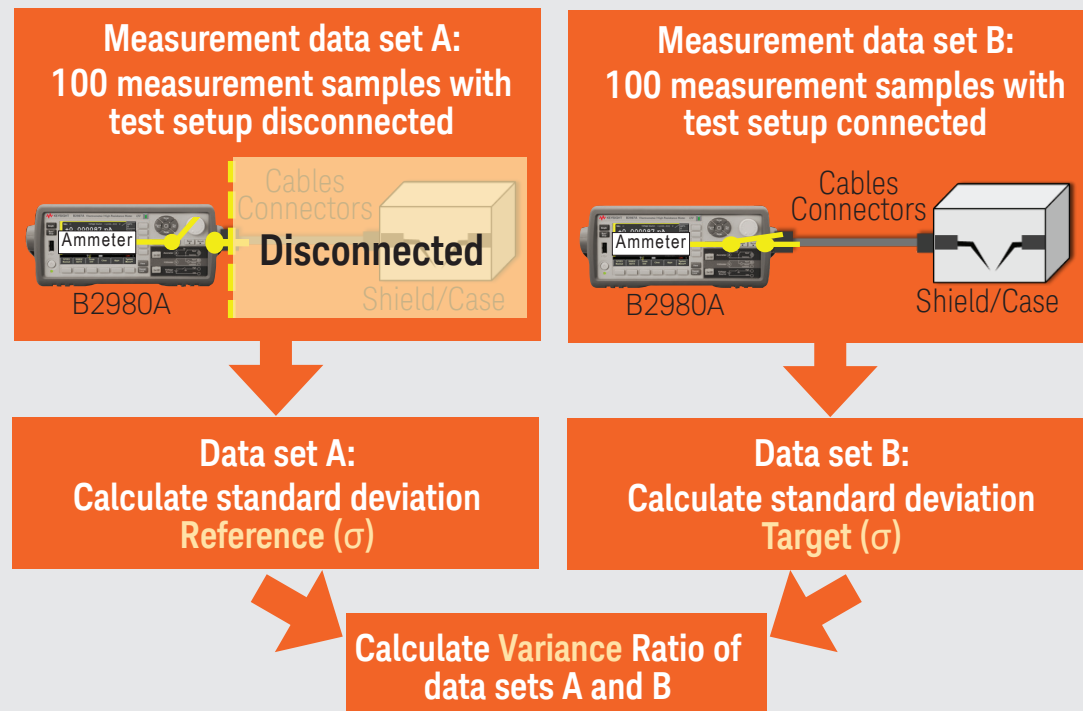 Measurement data set A:
100 measurement samples with
test setup disconnected
Cables
Connectors
Ammeter
Disconnected
B2980A
Shield/Case
Measurement data set B:
100 measurement samples with
test setup connected
Cables
Connectors
Ammeter
B2980A
Shield/Case
Data set A:
Calculate standard deviation
Reference (σ)
Data set B:
Calculate standard deviation
Target (σ)
Calculate Variance Ratio of
data sets A and B